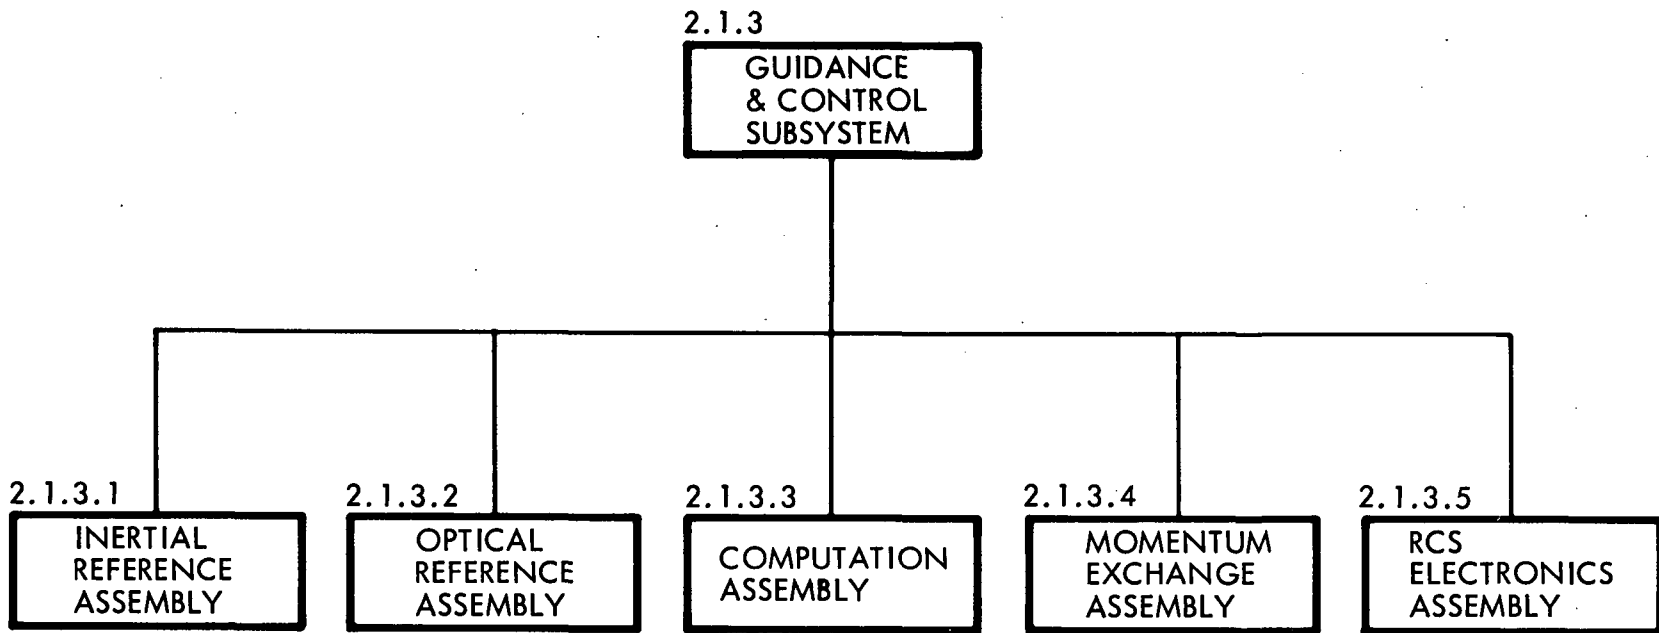 2.1.3
GUIDANCE
& CONTROL
SUBSYSTEM
2.1.3.1
INERTIAL
REFERENCE
ASSEMBLY
2.1.3.2
OPTICAL
REFERENCE
ASSEMBLY
2.1.3.3
COMPUTATION
ASSEMBLY
2.1.3.4
MOMENTUM
EXCHANGE
ASSEMBLY
2.1.3.5
RCS
ELECTRONICS
ASSEMBLY